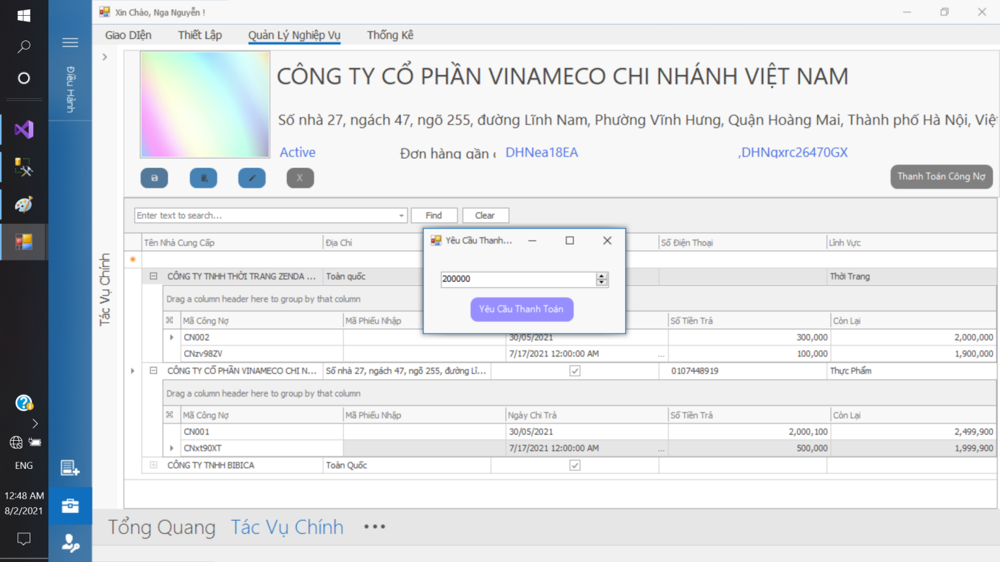 Xin Chào, Nga Nguyễn !
Giao Diện Thiết Lập Quản Lý Nghiệp Vụ Thống Kê
Điều Hành
CÔNG TY CỔ PHẦN VINAMECO CHI NHÁNH VIỆT NAM
Số nhà 27, ngách 47, ngõ 255, đường Lĩnh Nam, Phường Vĩnh Hưng, Quận Hoàng Mai, Thành phố Hà Nội, Việ
Active Đơn hàng gần DHNea18EA ,DHNqxrc26470GX
X
Thanh Toán Công Nợ
Enter text to search... Find Clear
Tên Nhà Cung Cấp Địa Chỉ Số Điện Thoại Lĩnh Vực
Yêu Cầu Thanh...
200000
Yêu Cầu Thanh Toán
CÔNG TY TNHH THỜI TRANG ZENDA ... Toàn quốc Thời Trang
Drag a column header here to group by that column
Mã Công Nợ Mã Phiếu Nhập Số Tiền Trả Còn Lại
CN002 30/05/2021 300,000 2,000,000
CNzv98ZV 7/17/2021 12:00:00 AM ... 100,000 1,900,000
CÔNG TY CỔ PHẦN VINAMECO CHI N... Số nhà 27, ngách 47, ngõ 255, đường Lĩ... 0107448919 Thực Phẩm
Drag a column header here to group by that column
Mã Công Nợ Mã Phiếu Nhập Ngày Chi Trả Số Tiền Trả Còn Lại
CN001 30/05/2021 2,000,100 2,499,900
CNxt90XT 7/17/2021 12:00:00 AM ... 500,000 1,999,900
CÔNG TY TNHH BIBICA Toàn Quốc
Tác Vụ Chính
Tổng Quang Tác Vụ Chính •••
ENG
12:48 AM
8/2/2021